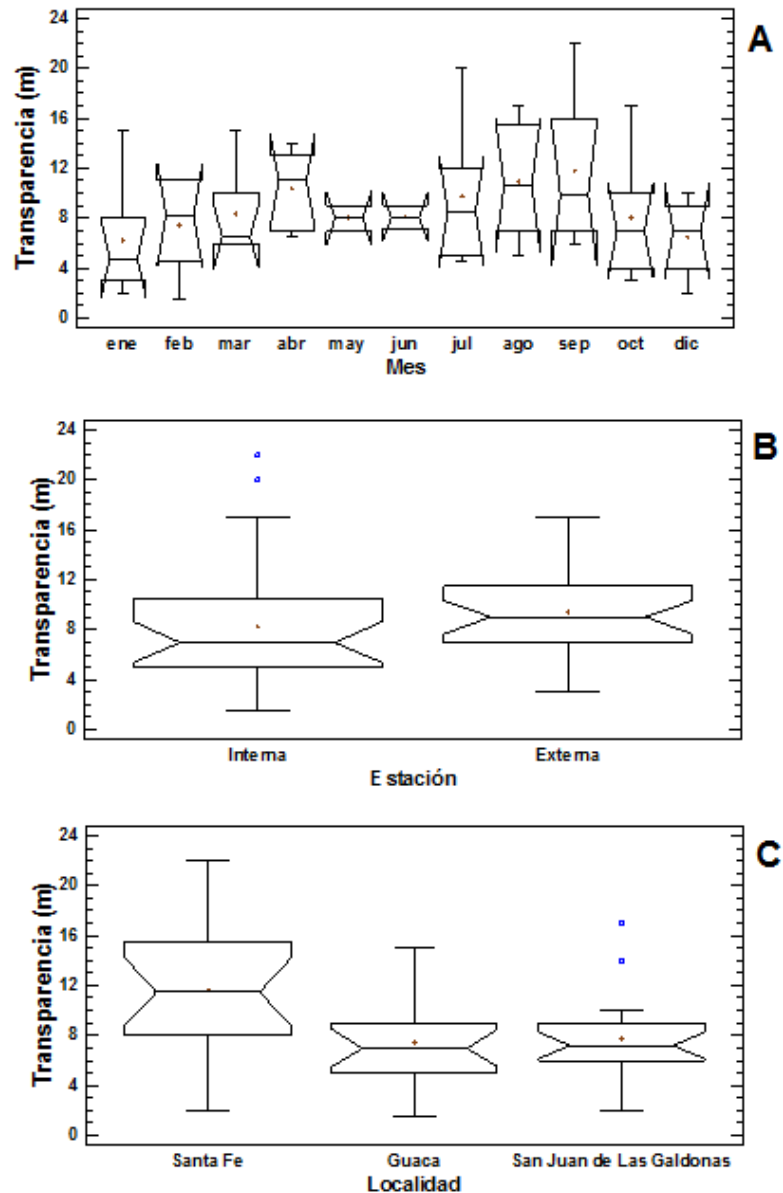 A
Transparencia (m)
24
20
16
12
8
4
0
ene feb mar abr may jun jul ago sep oct dic
Mes
B
Transparencia (m)
24
20
16
12
8
4
0
Interna Externa
Estación
C
Transparencia (m)
24
20
16
12
8
4
0
Santa Fe Guaca San Juan de Las Galdonas
Localidad